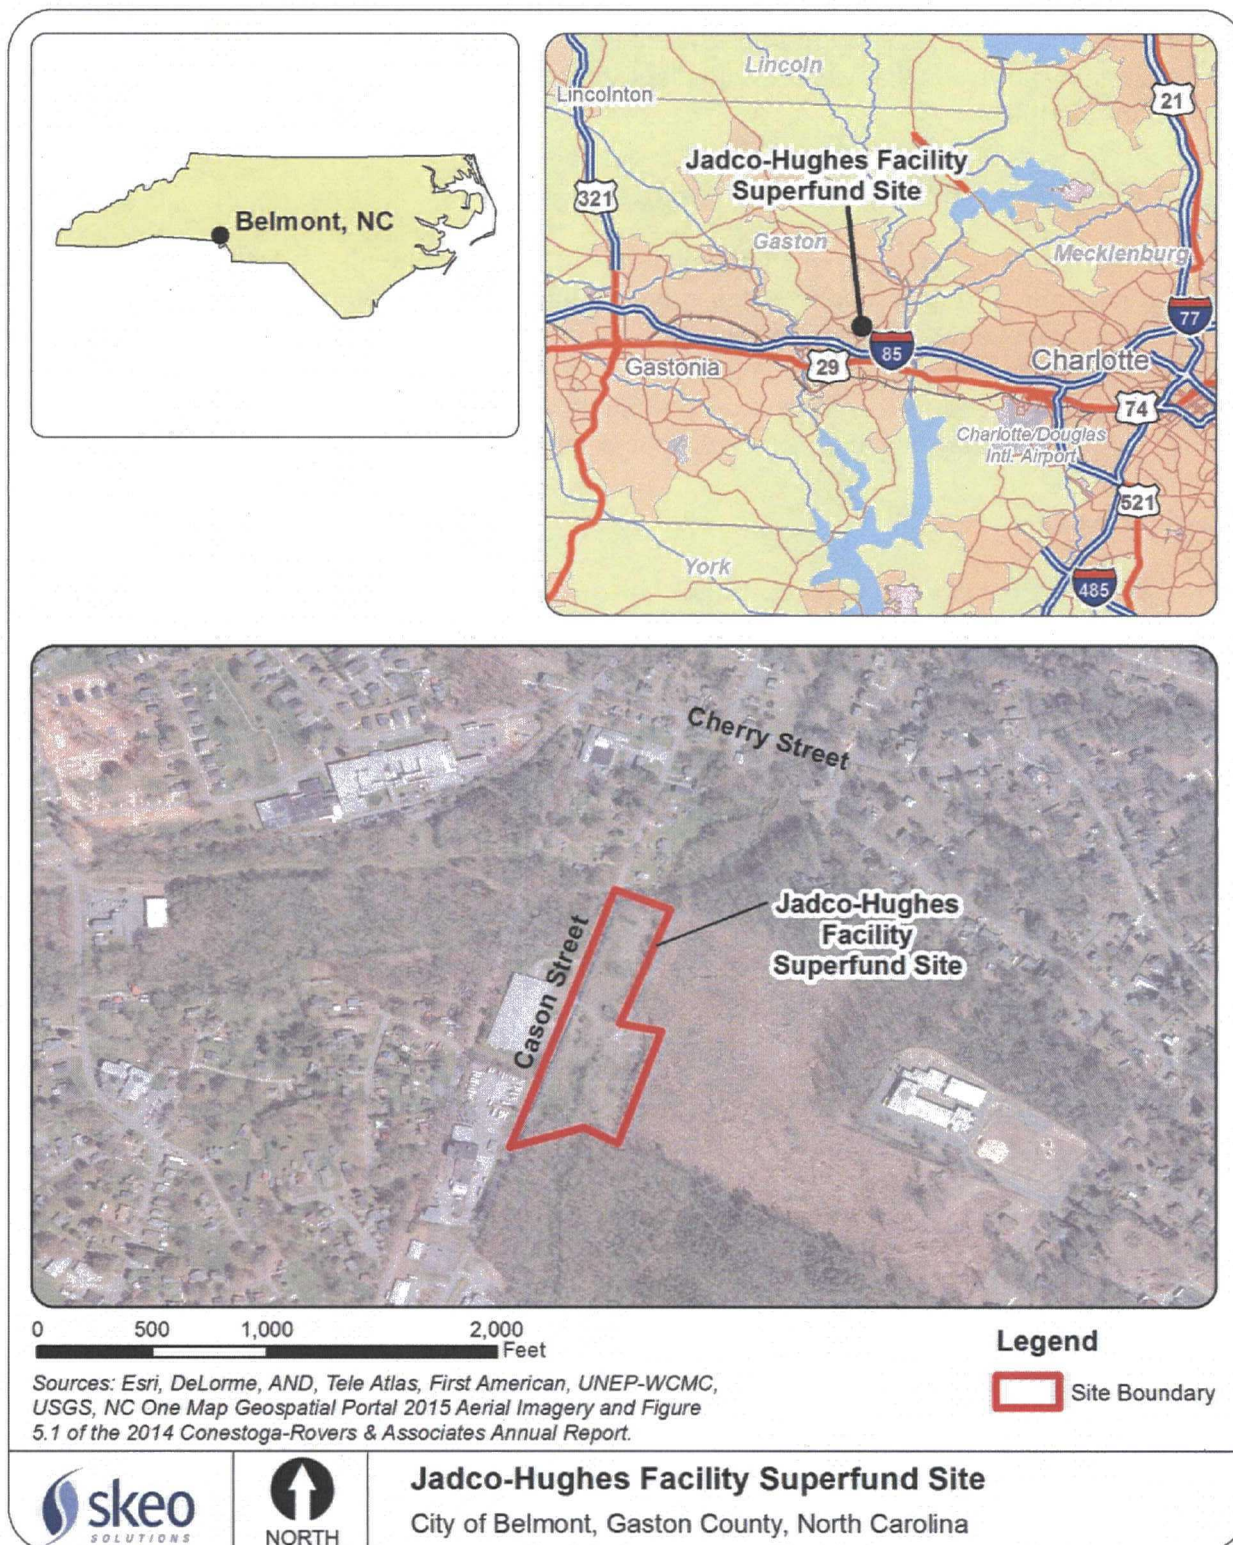 Belmont, NC
Lincoln
Lincolnton
21
Jadco-Hughes Facility
Superfund Site
321
Gaston
Mecklenburg
77
85
Charlotte
Gastonia
29
74
Charlotte/Douglas
Intl. Airport
521
York
485
Cherry Street
Jadco-Hughes
Facility
Superfund Site
Cason Street
0 500 1,000 2,000
Feet
Legend
Site Boundary
Sources: Esri, DeLorme, AND, Tele Atlas, First American, UNEP-WCMC,
USGS, NC One Map Geospatial Portal 2015 Aerial Imagery and Figure
5.1 of the 2014 Conestoga-Rovers & Associates Annual Report.
skeo
SOLUTIONS
NORTH
Jadco-Hughes Facility Superfund Site
City of Belmont, Gaston County, North Carolina